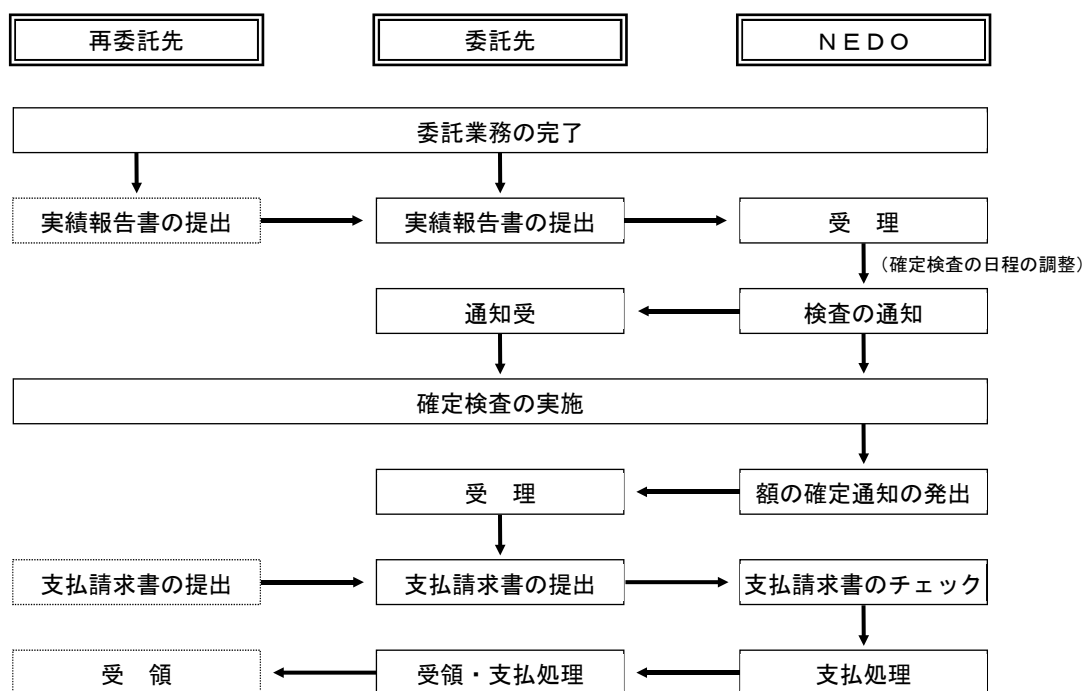 再委託先
委託先
ＮＥＤＯ
委託業務の完了
実績報告書の提出
実績報告書の提出
受　理
（確定検査の日程の調整）
通知受
検査の通知
確定検査の実施
受　理
額の確定通知の発出
支払請求書の提出
支払請求書の提出
支払請求書のチェック
受　領
受領・支払処理
支払処理